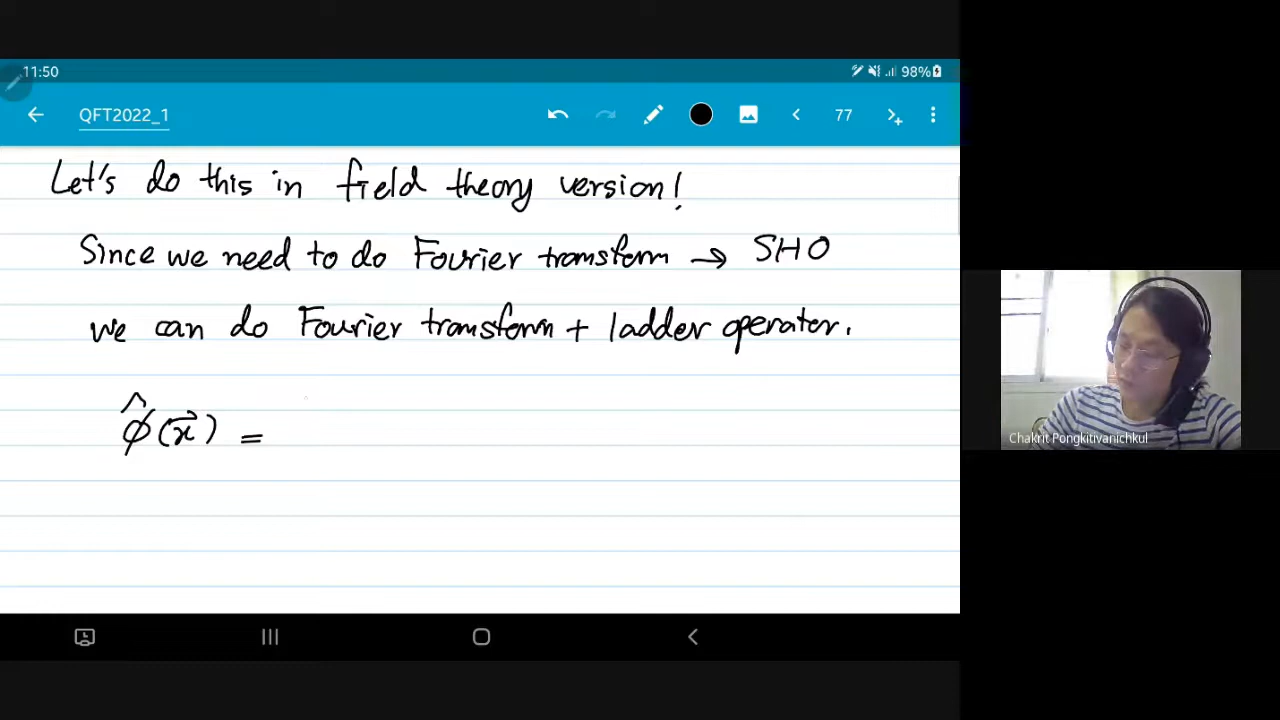 11:50
98%
QFT2022_1
77
Let's do this in field theory version!
Since we need to do Fourier transform → SHO
we can do Fourier transform + ladder operator.
φ̂(x⃗) =
Chakrit Pongkitivanichkul